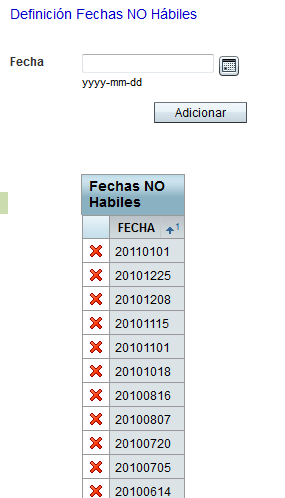 Definición Fechas NO Hábiles
Fecha
yyyy-mm-dd
Adicionar
Fechas NO
Habiles
FECHA 1
20110101
20101225
20101208
20101115
20101101
20101018
20100816
20100807
20100720
20100705
20100614